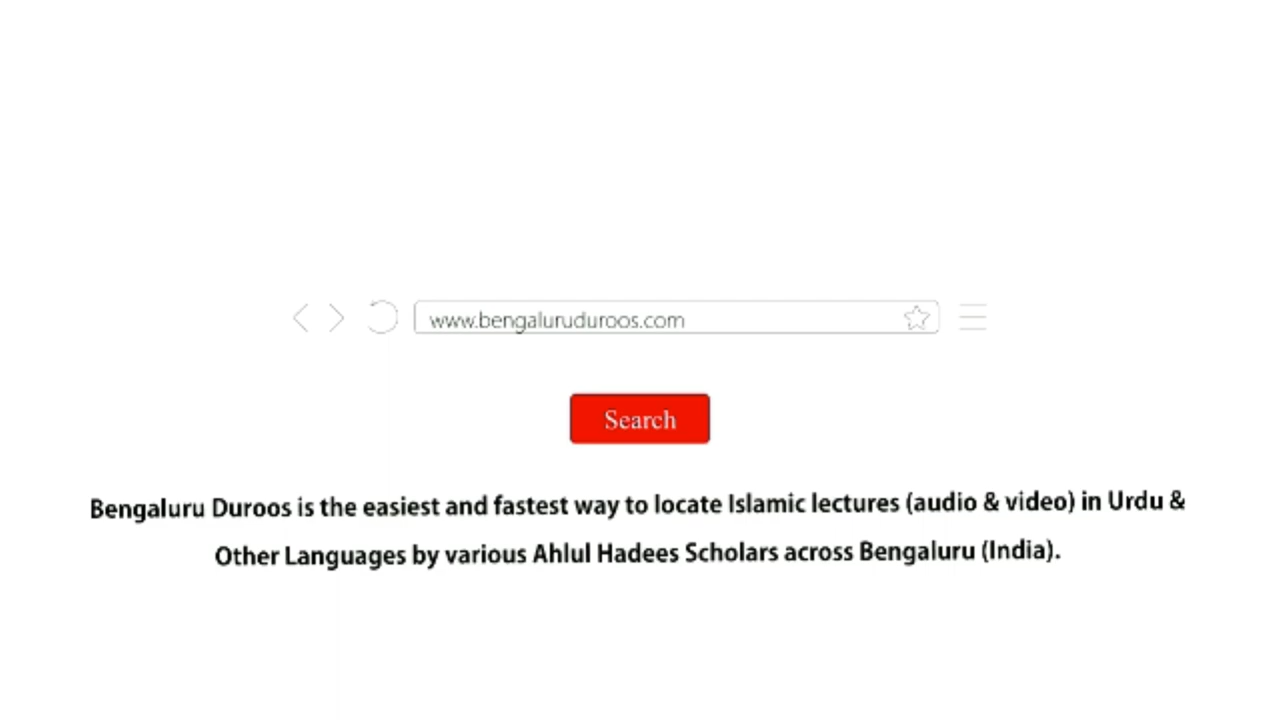 www.bengaluruduroos.com
Search
Bengaluru Duroos is the easiest and fastest way to locate Islamic lectures (audio & video) in Urdu &
Other Languages by various Ahlul Hadees Scholars across Bengaluru (India).